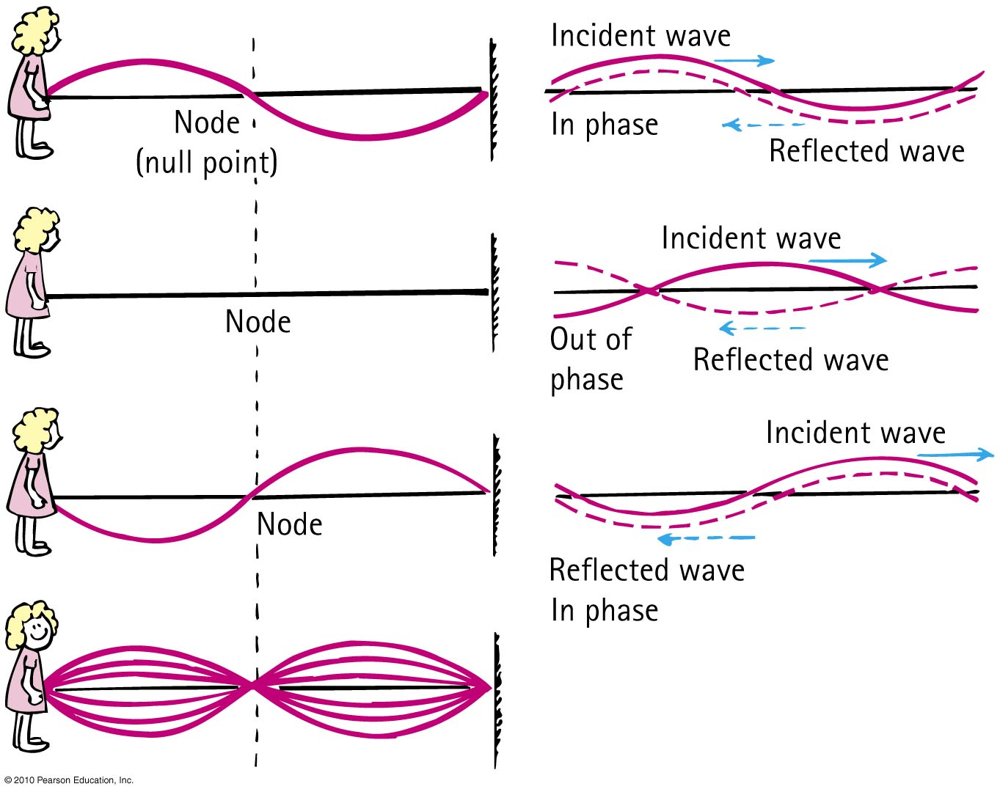 Incident wave
Node
(null point)
In phase
Reflected wave
Incident wave
Node
Out of
phase
Reflected wave
Incident wave
Node
Reflected wave
In phase
© 2010 Pearson Education, Inc.